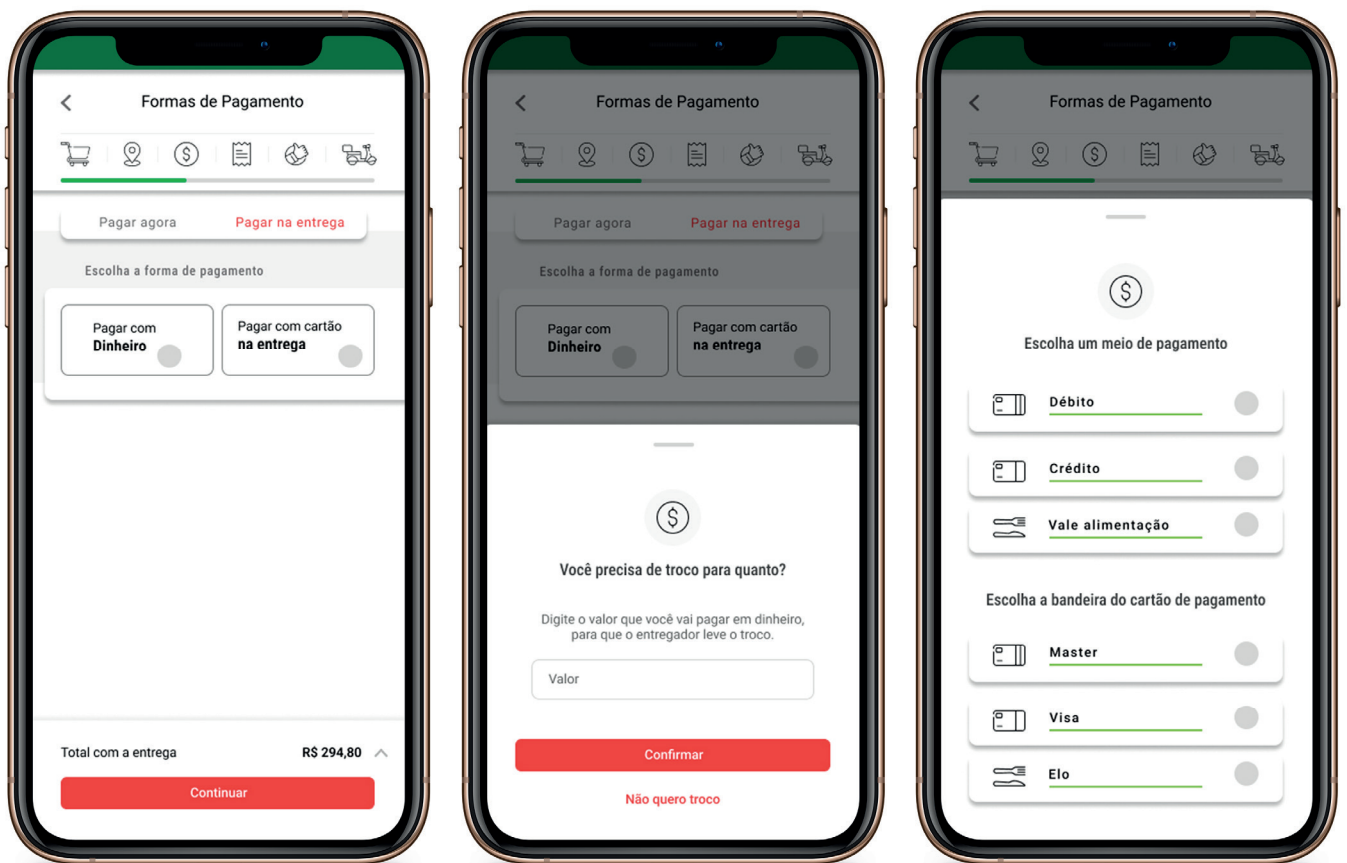 Formas de Pagamento
Pagar agora
Pagar na entrega
Escolha a forma de pagamento
Pagar com
Dinheiro
Pagar com cartão
na entrega
Total com a entrega
R$ 294,80
Continuar
Formas de Pagamento
Pagar agora
Pagar na entrega
Escolha a forma de pagamento
Pagar com
Dinheiro
Pagar com cartão
na entrega
Você precisa de troco para quanto?
Digite o valor que você vai pagar em dinheiro,
para que o entregador leve o troco.
Valor
Confirmar
Não quero troco
Formas de Pagamento
Escolha um meio de pagamento
Débito
Crédito
Vale alimentação
Escolha a bandeira do cartão de pagamento
Master
Visa
Elo